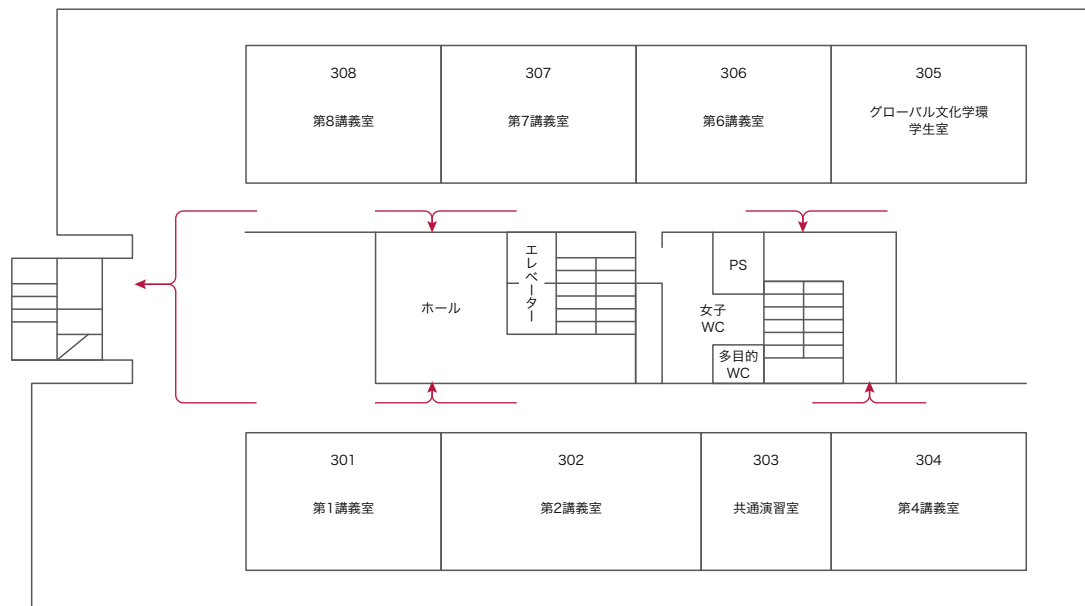 308
第8講義室
307
第7講義室
306
第6講義室
305
グローバル文化学環
学生室
エレベーター
ホール
PS
女子
WC
多目的
WC
301
第1講義室
302
第2講義室
303
共通演習室
304
第4講義室